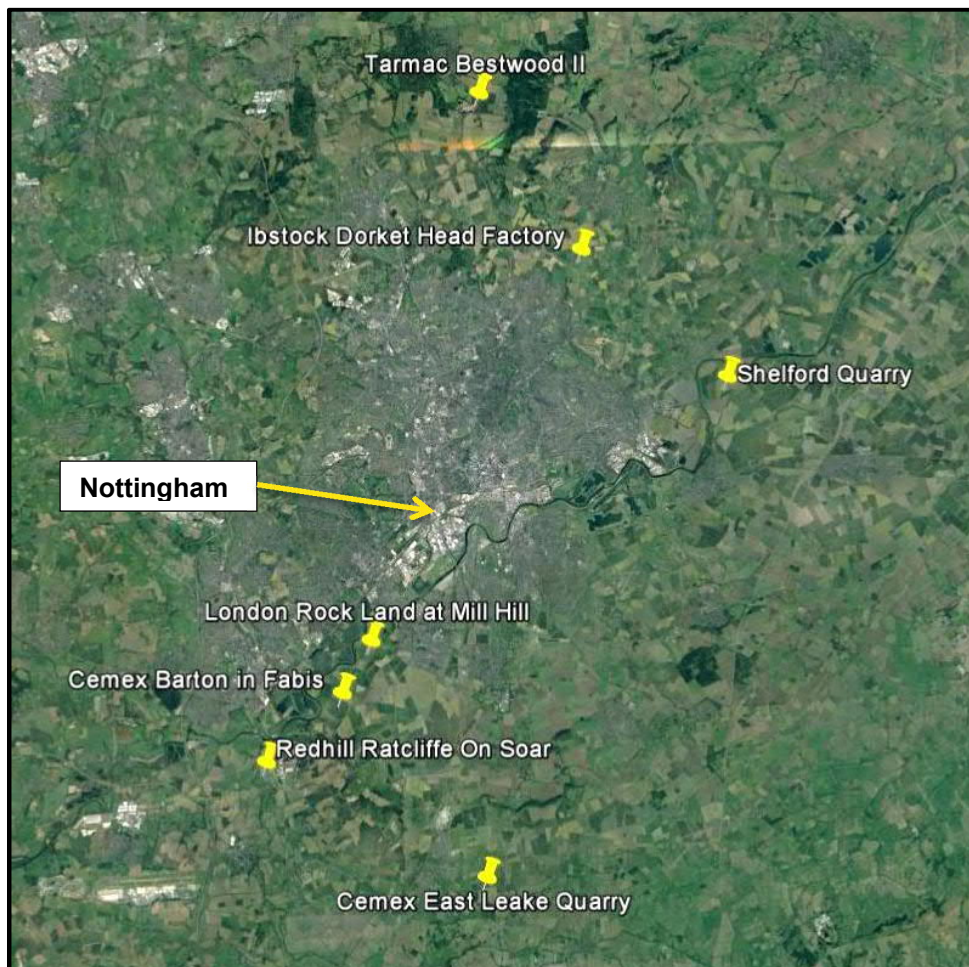 Tarmac Bestwood II
Ibstock Dorket Head Factory
Shelford Quarry
Nottingham
London Rock Land at Mill Hill
Cemex Barton in Fabis
Redhill Ratcliffe On Soar
Cemex East Leake Quarry